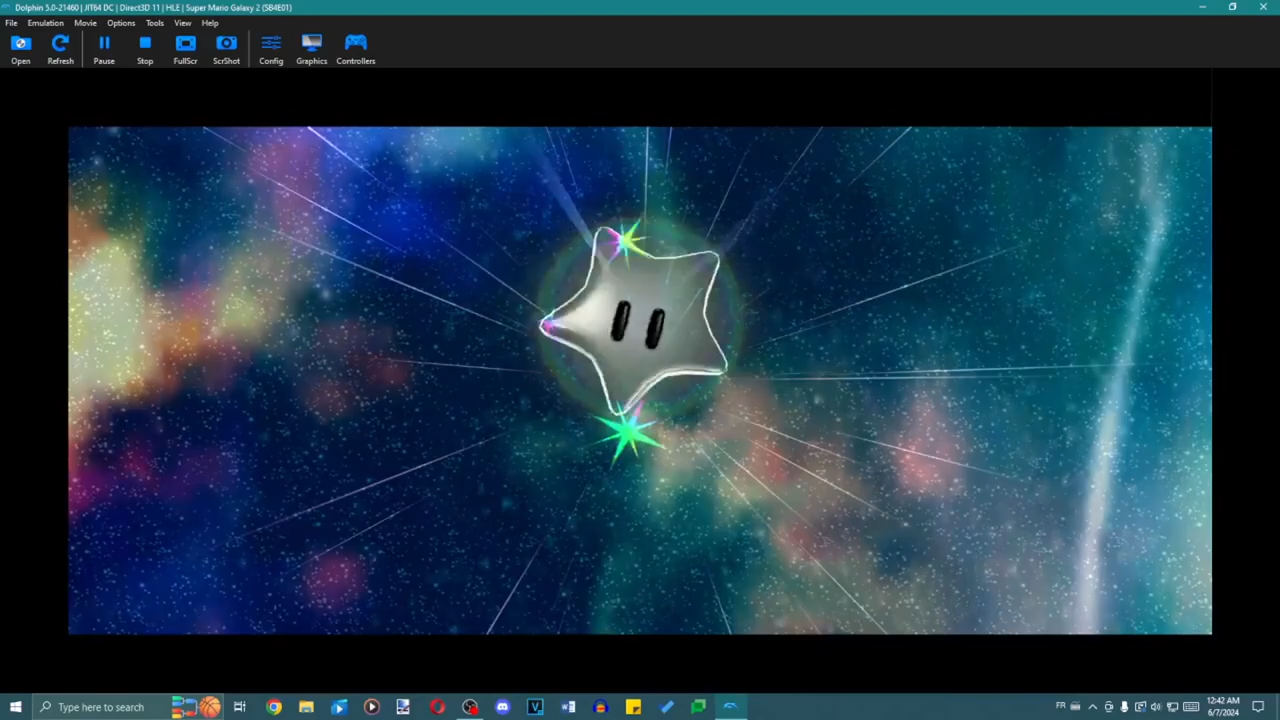 Dolphin 5.0-21460 | JIT64 DC | Direct3D 11 | HLE | Super Mario Galaxy 2 (SB4E01)
File Emulation Movie Options Tools View Help
Open Refresh Pause Stop FullScr ScrShot Config Graphics Controllers
Type here to search
FR
12:42 AM
6/7/2024